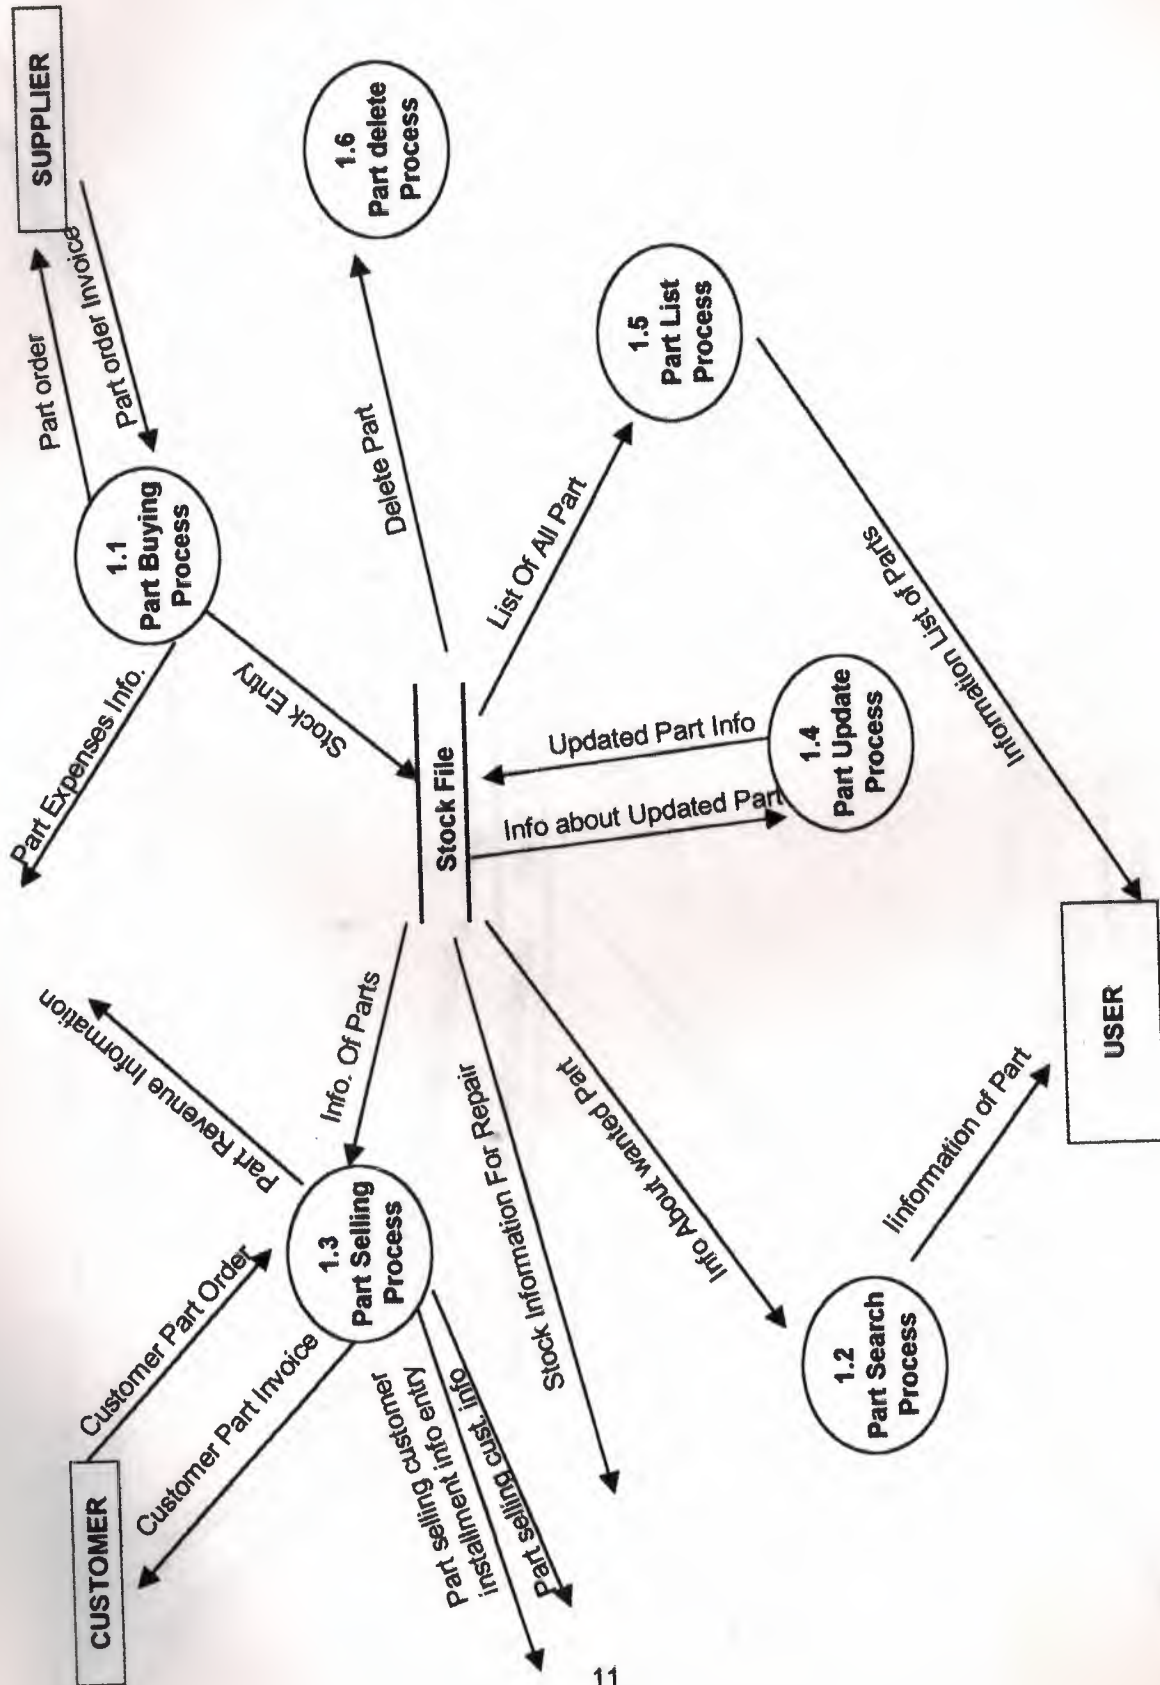 CUSTOMER
Customer Part Order
Customer Part Invoice
Part Revenue Information
1.3
Part Selling
Process
Part selling customer
installment info entry
Part selling cust. info
Info. Of Parts
Stock Information For Repair
Part Expenses Info.
1.1
Part Buying
Process
Part order
Part order Invoice
SUPPLIER
Stock Entry
Stock File
Delete Part
1.6
Part delete
Process
List Of All Part
1.5
Part List
Process
Updated Part Info
Info about Updated Part
1.4
Part Update
Process
Info About wanted Part
1.2
Part Search
Process
Iinformation of Part
Information List of Parts
USER
11